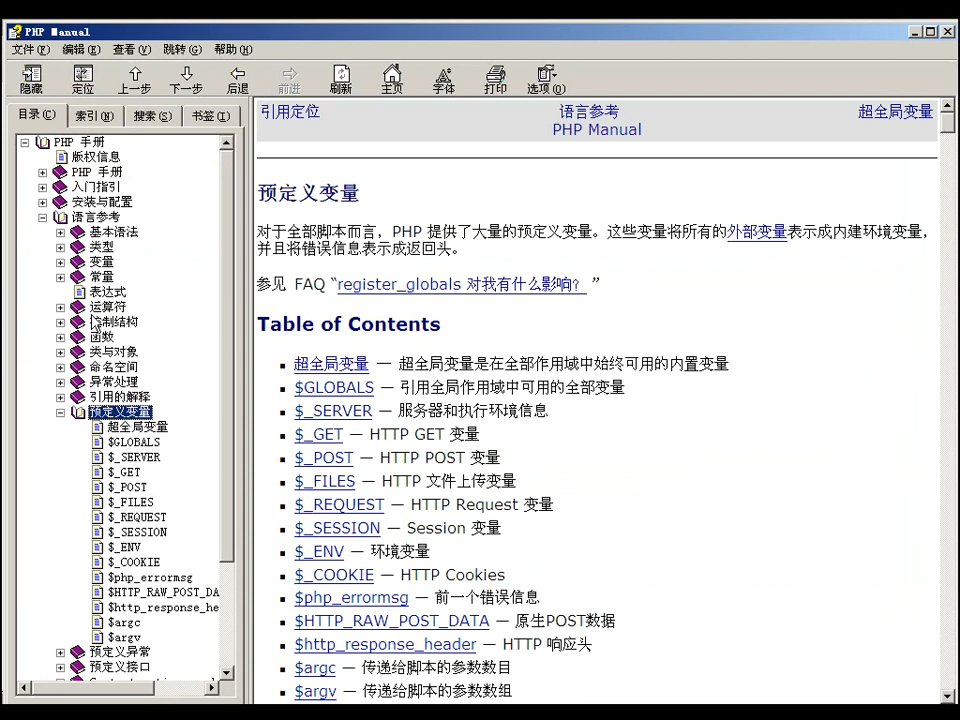 PHP Manual
文件(F) 编辑(E) 查看(V) 跳转(G) 帮助(H)
隐藏 定位 上一步 下一步 后退 前进 刷新 主页 字体 打印 选项(O)
目录(C) 索引(N) 搜索(S) 书签(I)
PHP 手册
版权信息
PHP 手册
入门指引
安装与配置
语言参考
基本语法
类型
变量
常量
表达式
运算符
制结构
函数
类与对象
命名空间
异常处理
引用的解释
预定义变量
超全局变量
$GLOBALS
$_SERVER
$_GET
$_POST
$_FILES
$_REQUEST
$_SESSION
$_ENV
$_COOKIE
$php_errormsg
$HTTP_RAW_POST_DA
$http_response_he
$argc
$argv
预定义异常
预定义接口
引用定位 语言参考 超全局变量
PHP Manual
预定义变量
对于全部脚本而言，PHP 提供了大量的预定义变量。这些变量将所有的外部变量表示成内建环境变量，
并且将错误信息表示成返回头。
参见 FAQ “register_globals 对我有什么影响？ ”
Table of Contents
超全局变量 — 超全局变量是在全部作用域中始终可用的内置变量
$GLOBALS — 引用全局作用域中可用的全部变量
$_SERVER — 服务器和执行环境信息
$_GET — HTTP GET 变量
$_POST — HTTP POST 变量
$_FILES — HTTP 文件上传变量
$_REQUEST — HTTP Request 变量
$_SESSION — Session 变量
$_ENV — 环境变量
$_COOKIE — HTTP Cookies
$php_errormsg — 前一个错误信息
$HTTP_RAW_POST_DATA — 原生POST数据
$http_response_header — HTTP 响应头
$argc — 传递给脚本的参数数目
$argv — 传递给脚本的参数数组